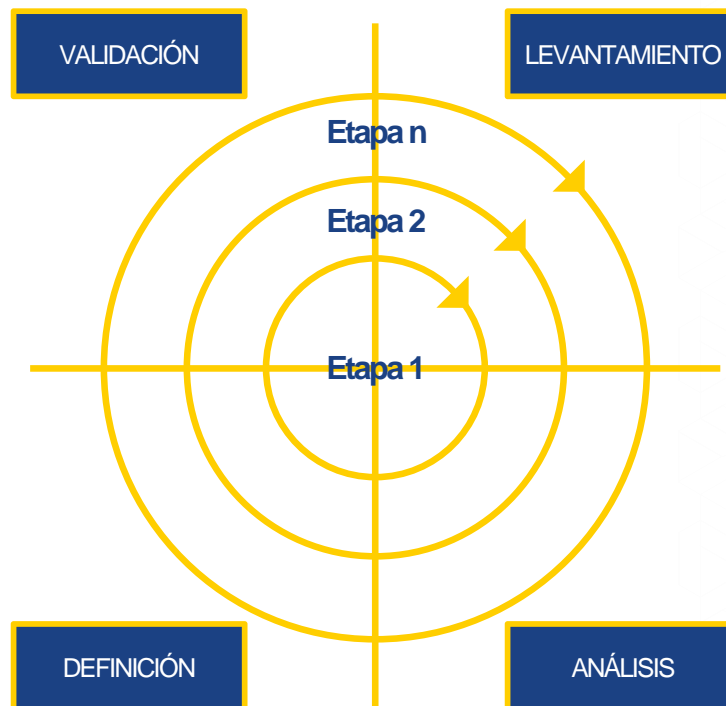 VALIDACIÓN
LEVANTAMIENTO
Etapa n
Etapa 2
Etapa 1
DEFINICIÓN
ANÁLISIS